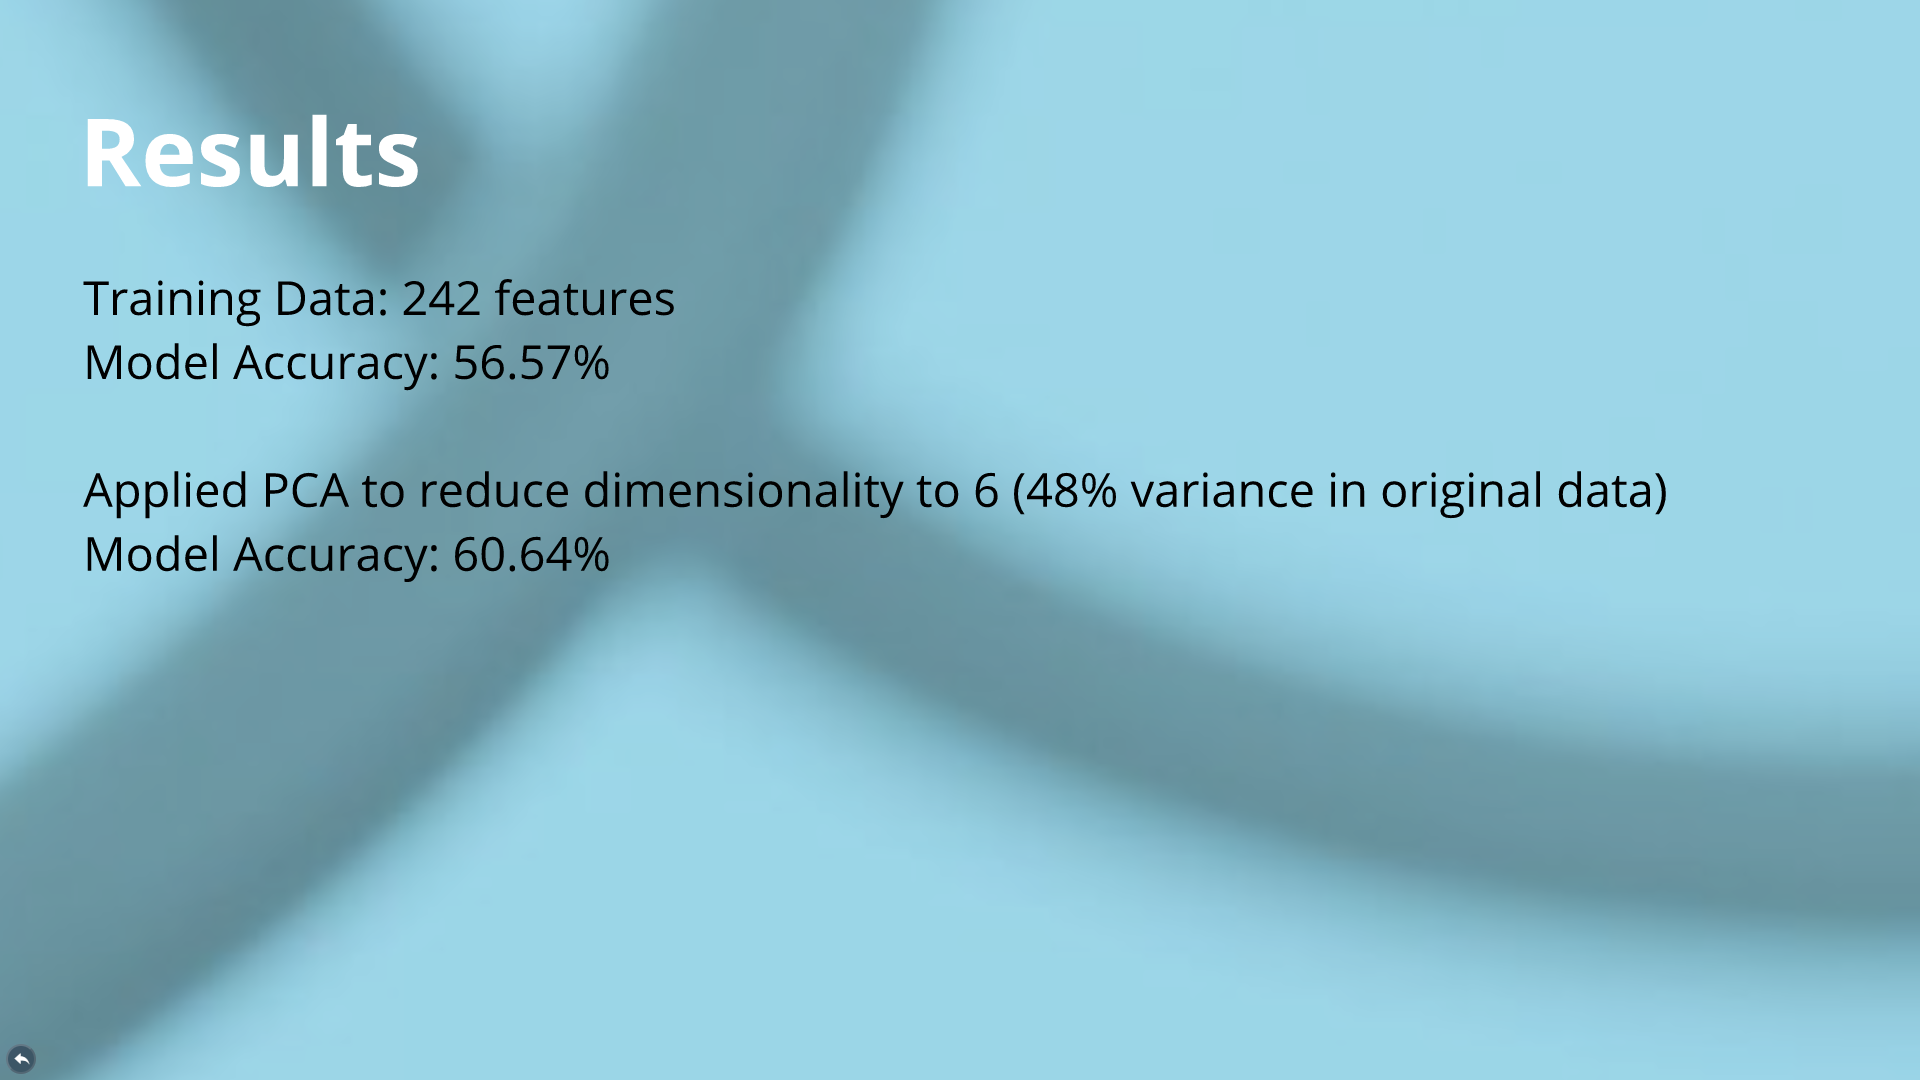 Results
Training Data: 242 features
Model Accuracy: 56.57%
Applied PCA to reduce dimensionality to 6 (48% variance in original data)
Model Accuracy: 60.64%